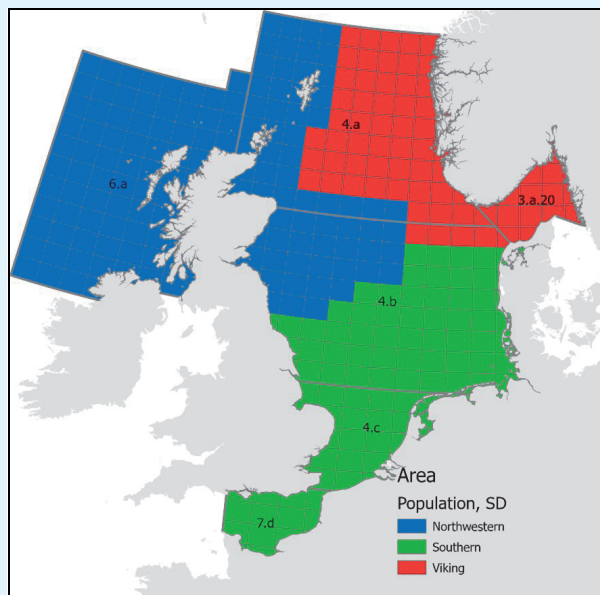 4.a
6.a
3.a.20
4.b
4.c
7.d
Area
Population, SD
Northwestern
Southern
Viking